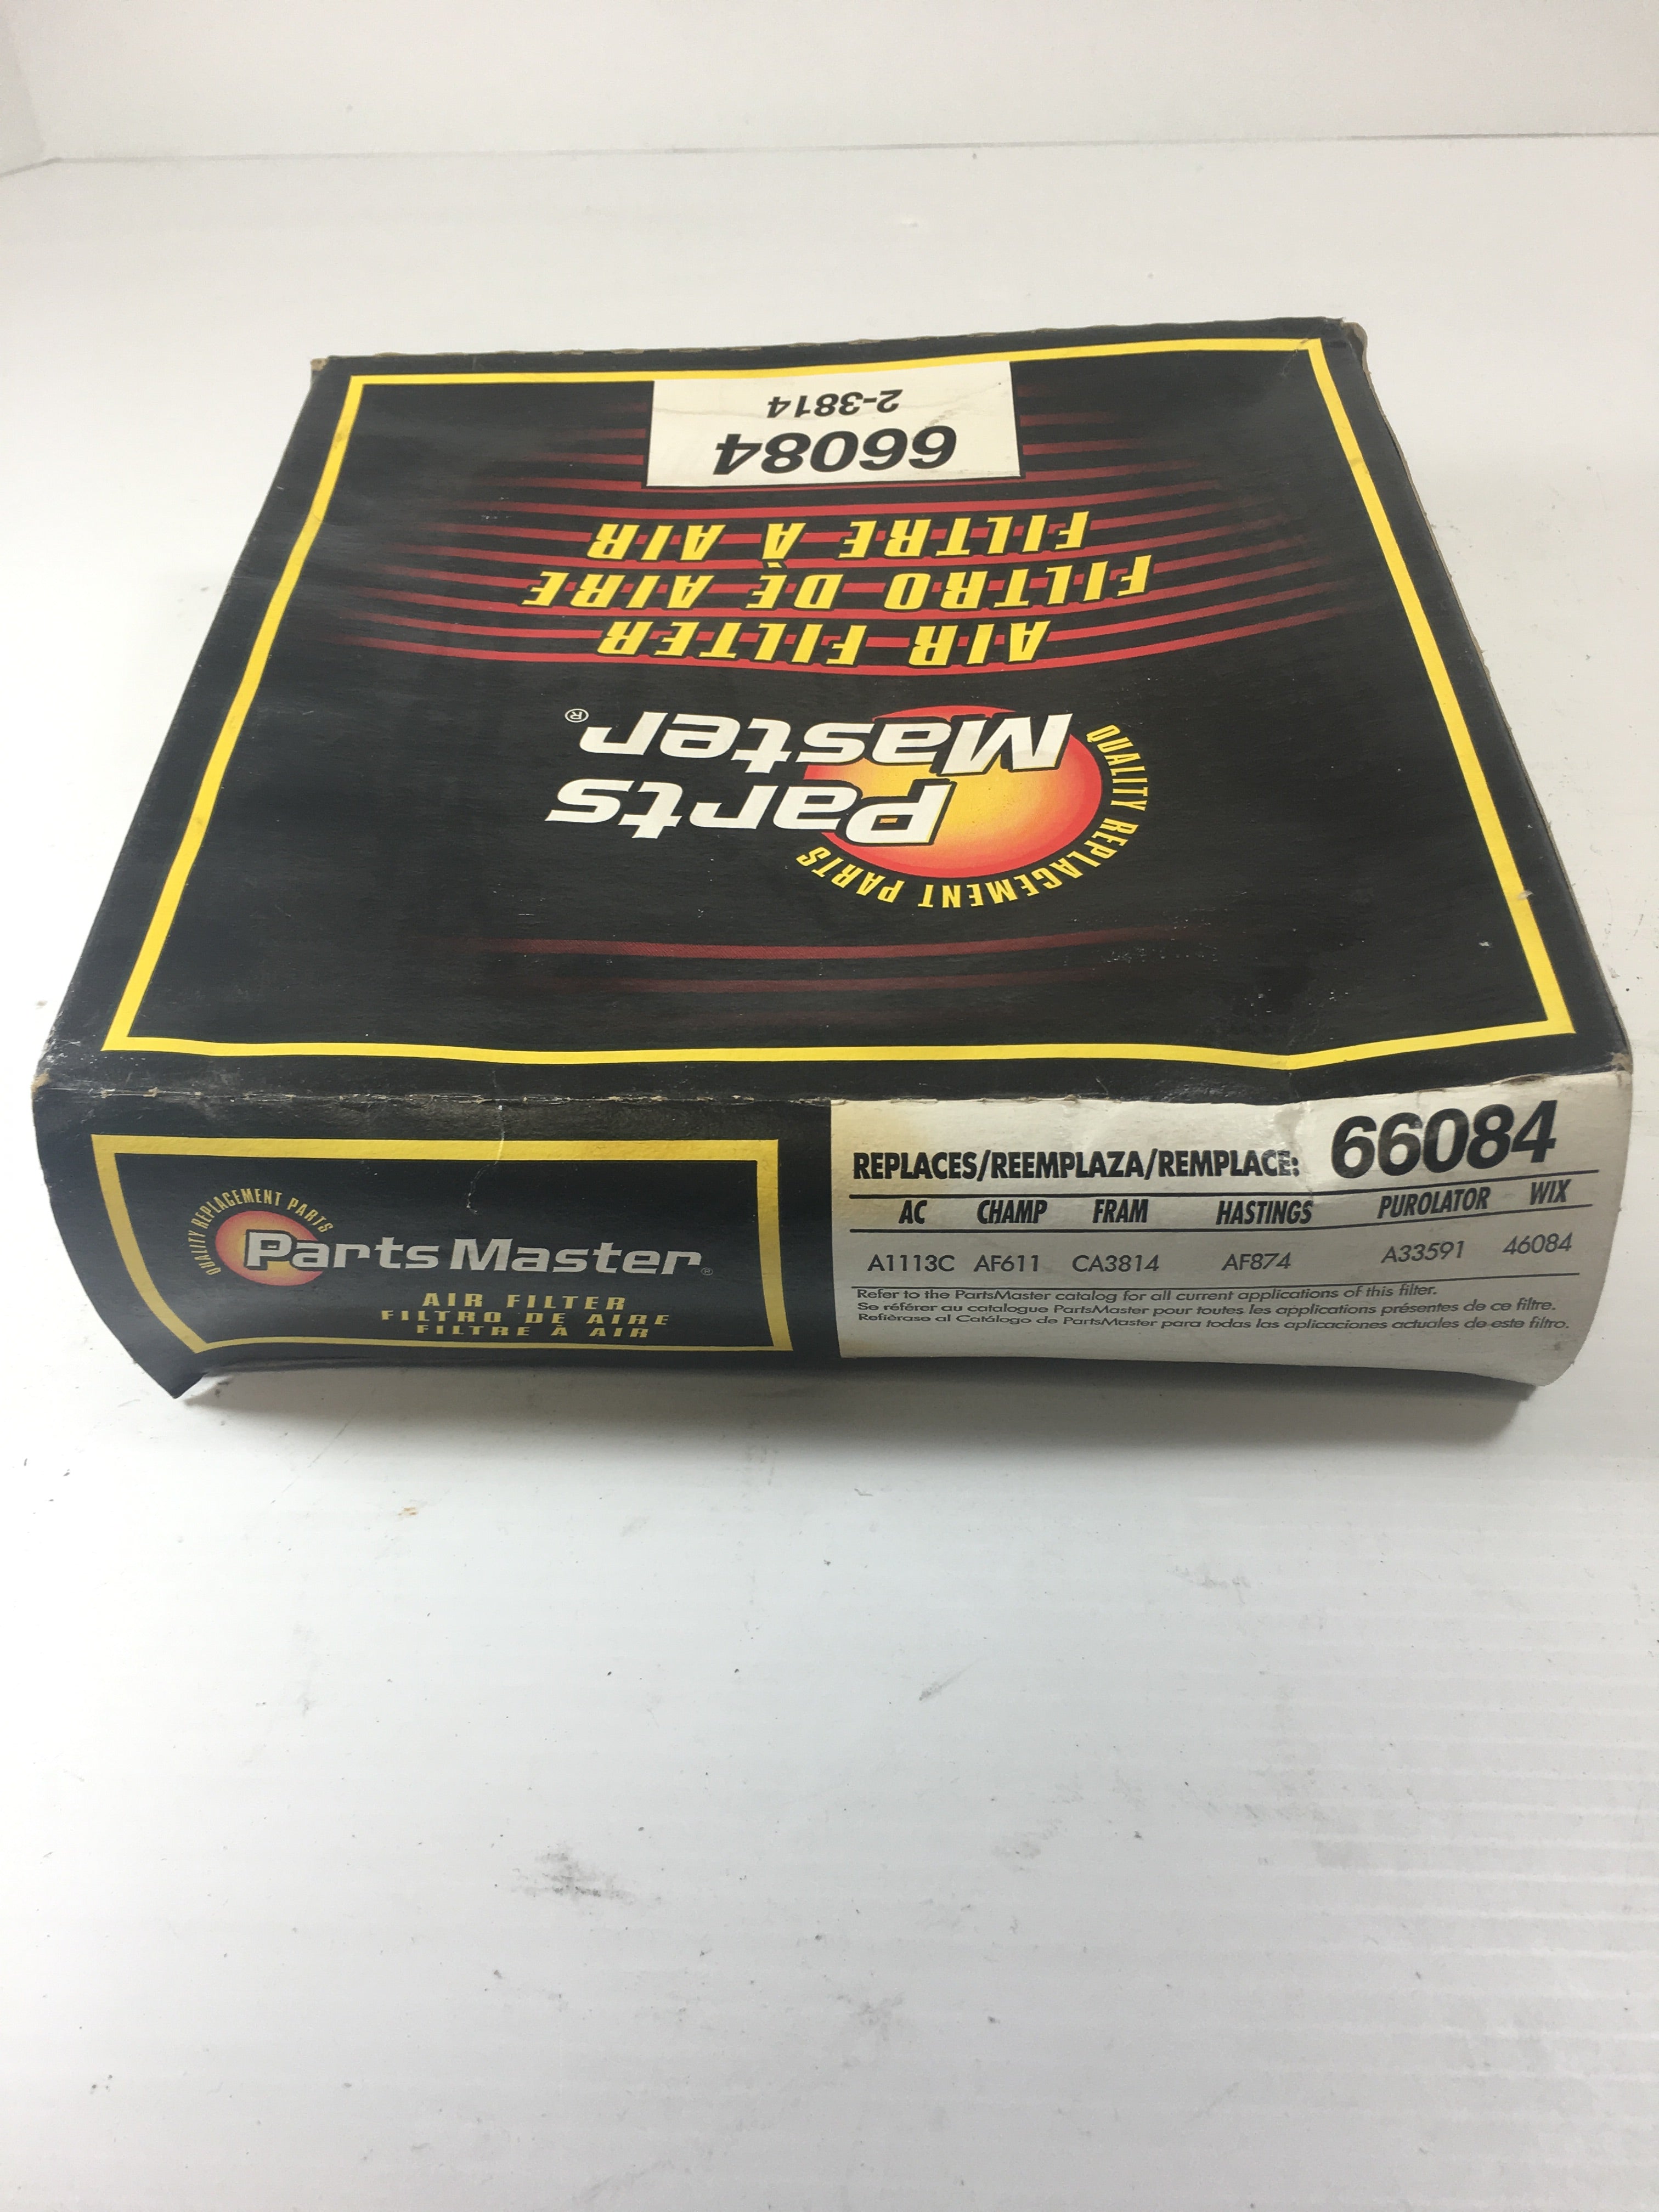 66084
2-3814
AIR FILTER
FILTRO DÈ AIRE
FILTRE A AIR
Parts
Master®
QUALITY REPLACEMENT PARTS
QUALITY REPLACEMENT PARTS
PartsMaster®
AIR FILTER
FILTRO DE AIRE
FILTRE À AIR
REPLACES/REEMPLAZA/REMPLACE: 66084
AC CHAMP FRAM HASTINGS PUROLATOR WIX
A1113C AF611 CA3814 AF874 A33591 46084
Refer to the PartsMaster catalog for all current applications of this filter.
Se référer au catalogue PartsMaster pour toutes les applications présentes de ce filtre.
Refièrase al Catálogo de PartsMaster para todas las aplicaciones actuales de este filtro.